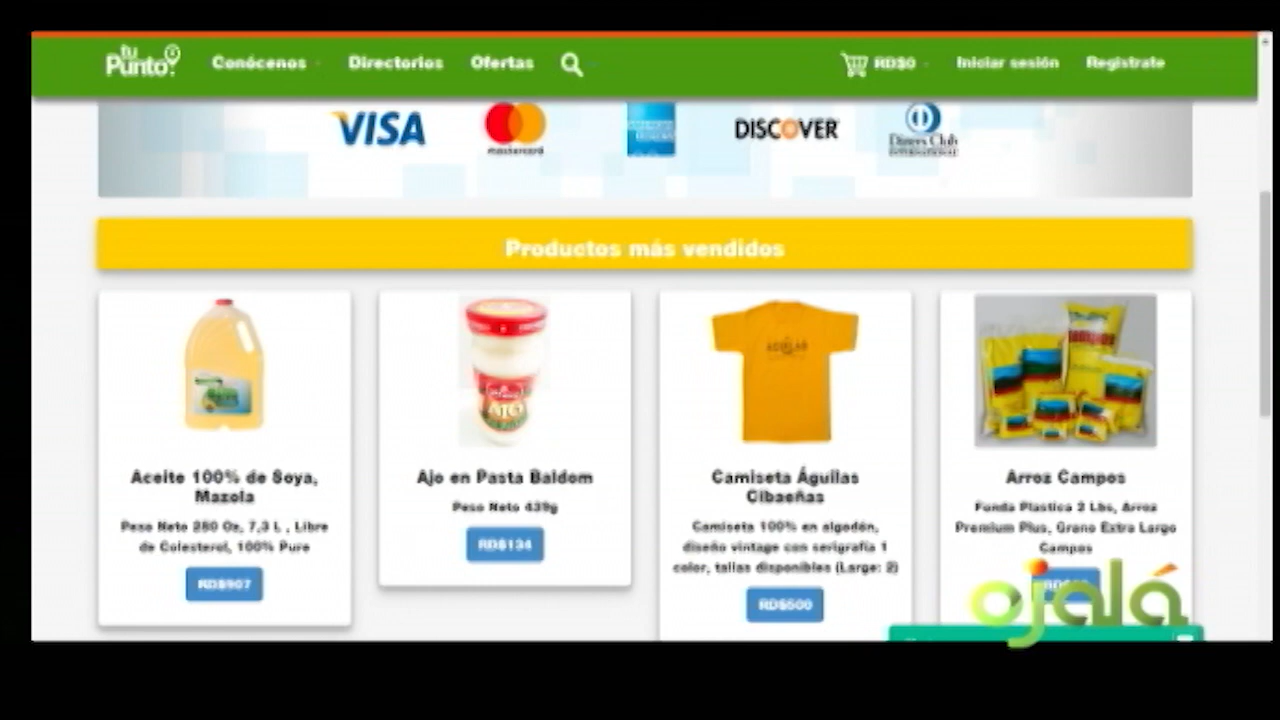 tu Punto!
Conócenos
Directorios
Ofertas
RD$0
Iniciar sesión
Registrate
VISA
mastercard
AMERICAN EXPRESS
DISCOVER
Diners Club
INTERNATIONAL
Productos más vendidos
Aceite 100% de Soya,
Mazola
Peso Neto 280 Oz, 7,3 L , Libre
de Colesterol, 100% Pure
RD$907
Ajo en Pasta Baldom
Peso Neto 439g
RD$134
Camiseta Águilas
Cibaeñas
Camiseta 100% en algodón,
diseño vintage con serigrafía 1
color, tallas disponibles (Large: 2)
RD$500
Arroz Campos
Funda Plastica 2 Lbs, Arroz
Premium Plus, Grano Extra Largo
Campos
ojalá